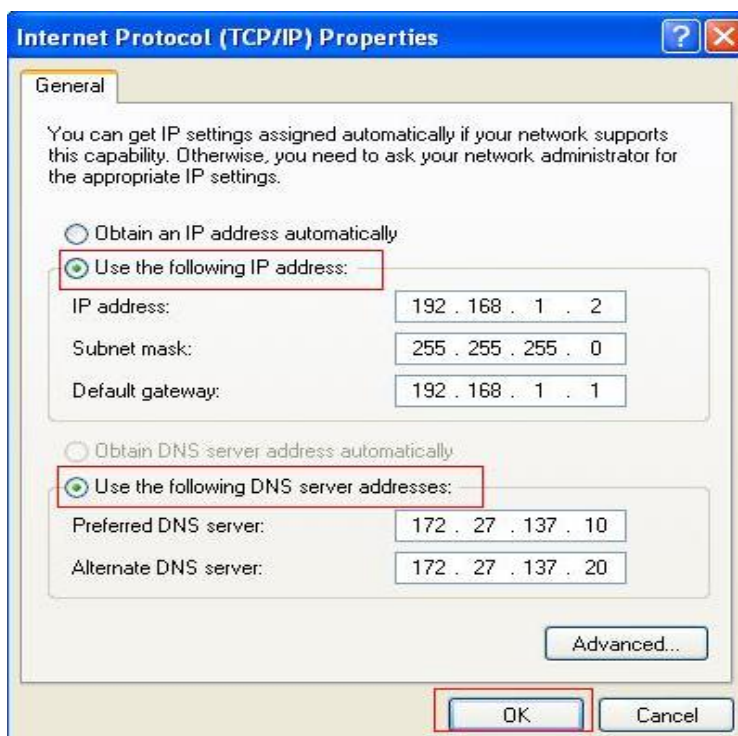 Internet Protocol (TCP/IP) Properties
General
You can get IP settings assigned automatically if your network supports
this capability. Otherwise, you need to ask your network administrator for
the appropriate IP settings.
Obtain an IP address automatically
Use the following IP address:
IP address: 192 . 168 . 1 . 2
Subnet mask: 255 . 255 . 255 . 0
Default gateway: 192 . 168 . 1 . 1
Obtain DNS server address automatically
Use the following DNS server addresses:
Preferred DNS server: 172 . 27 . 137 . 10
Alternate DNS server: 172 . 27 . 137 . 20
Advanced...
OK Cancel